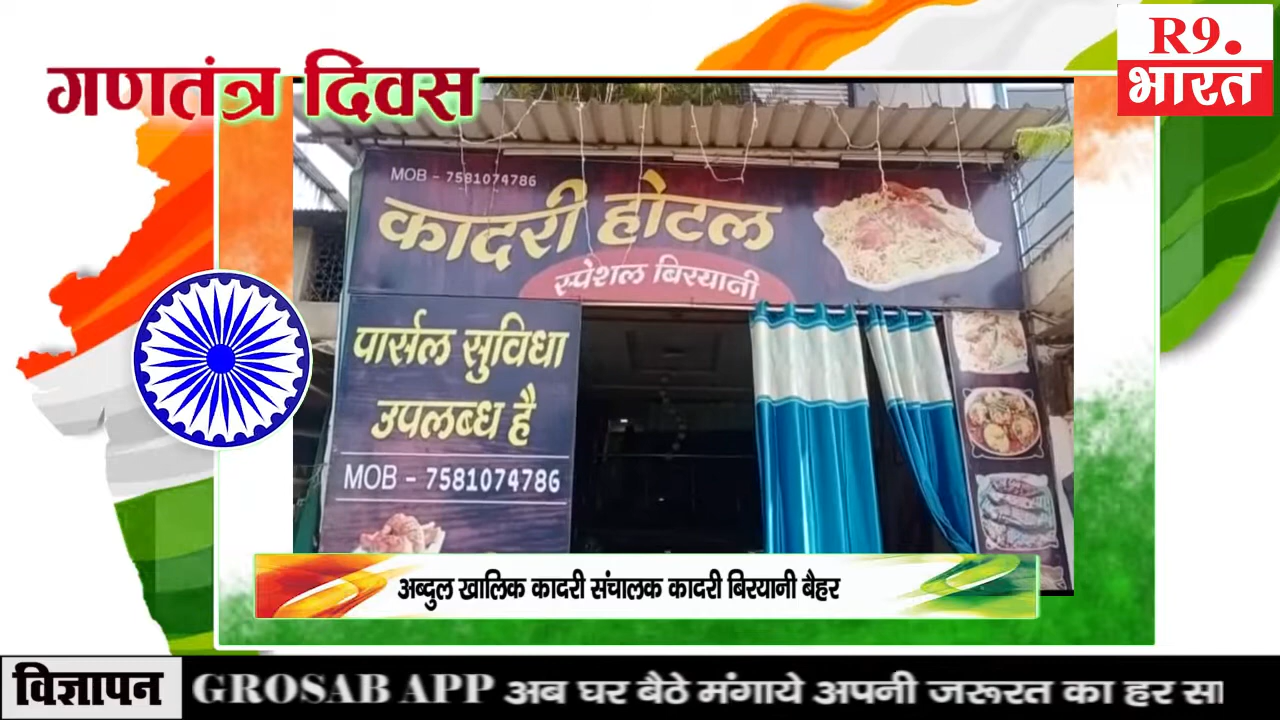 गणतंत्र दिवस
R9.
भारत
MOB - 7581074786
कादरी होटल
स्पेशल बिरयानी
पार्सल सुविधा
उपलब्ध है
MOB - 7581074786
अब्दुल खालिक कादरी संचालक कादरी बिरयानी बैहर
विज्ञापन GROSAB APP अब घर बैठे मंगाये अपनी जरूरत का हर सा